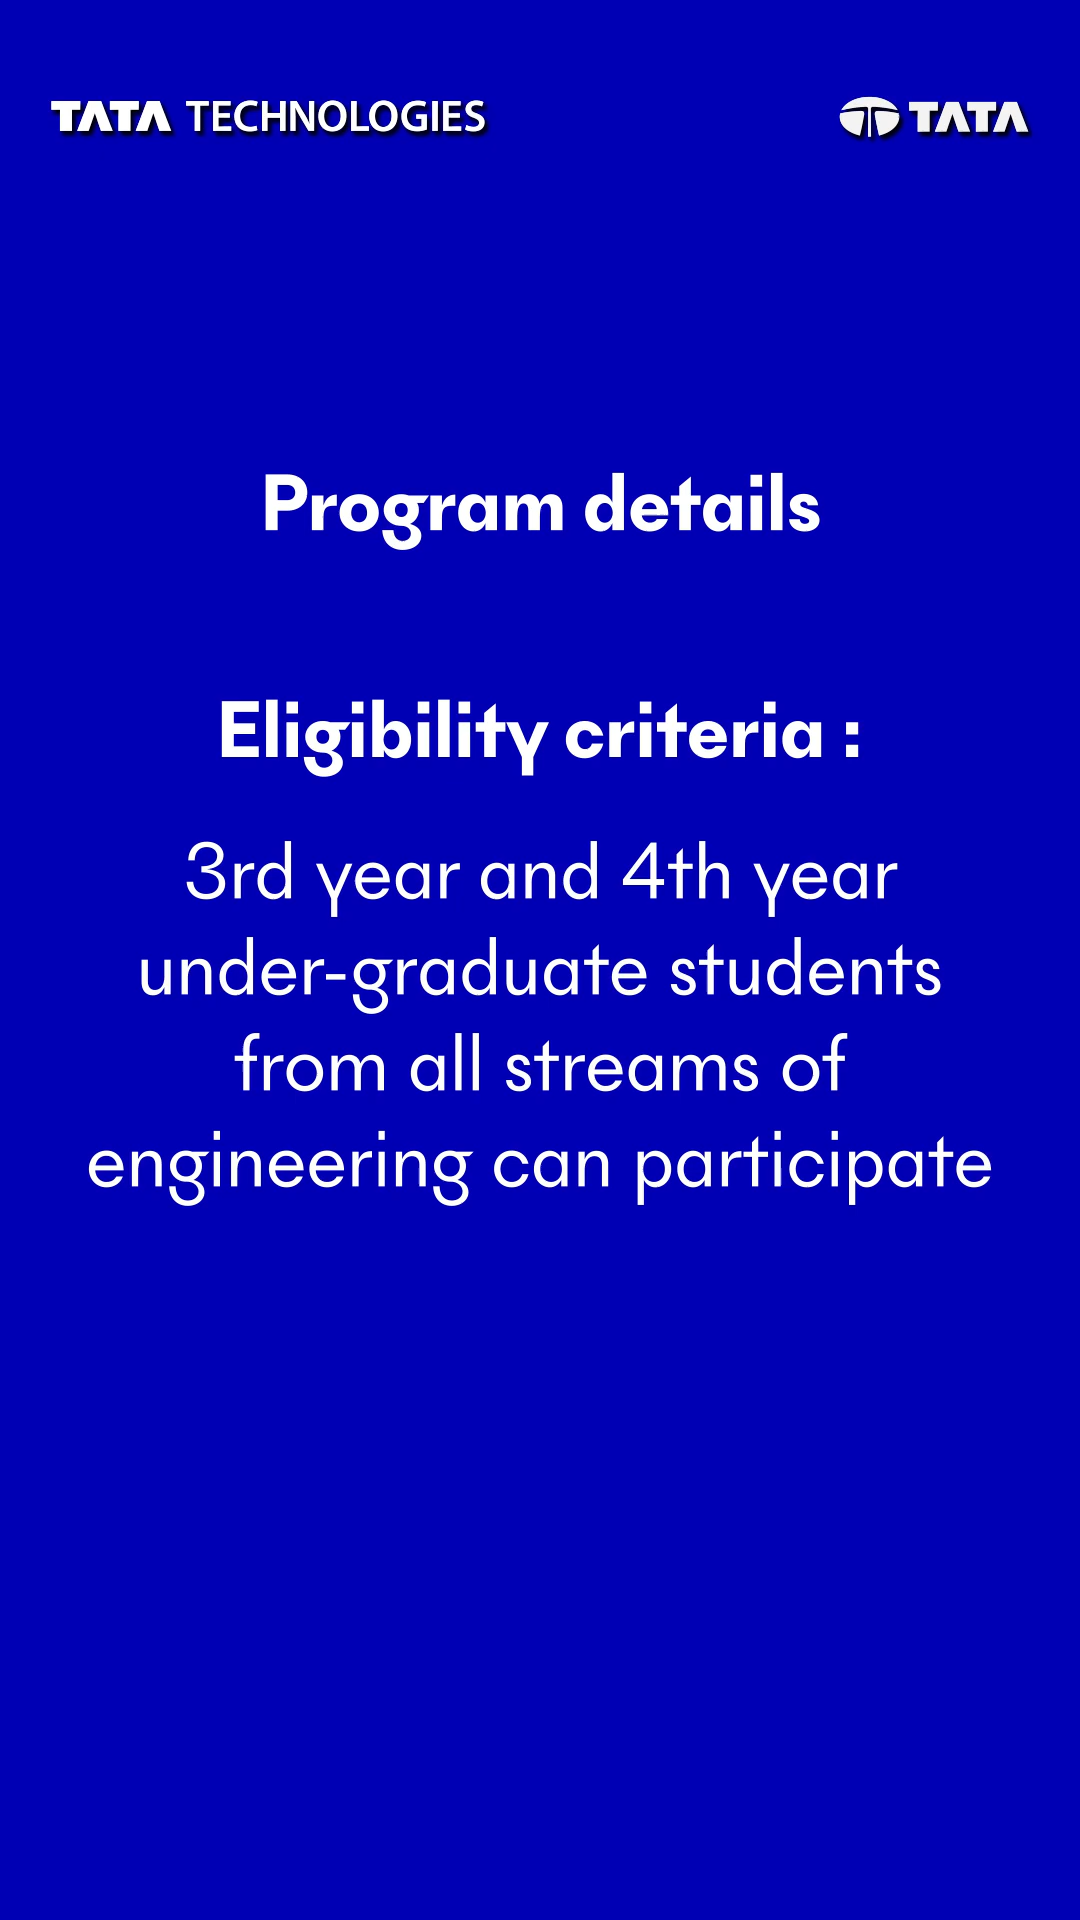 TATA TECHNOLOGIES
TATA
Program details
Eligibility criteria :
3rd year and 4th year
under-graduate students
from all streams of
engineering can participate